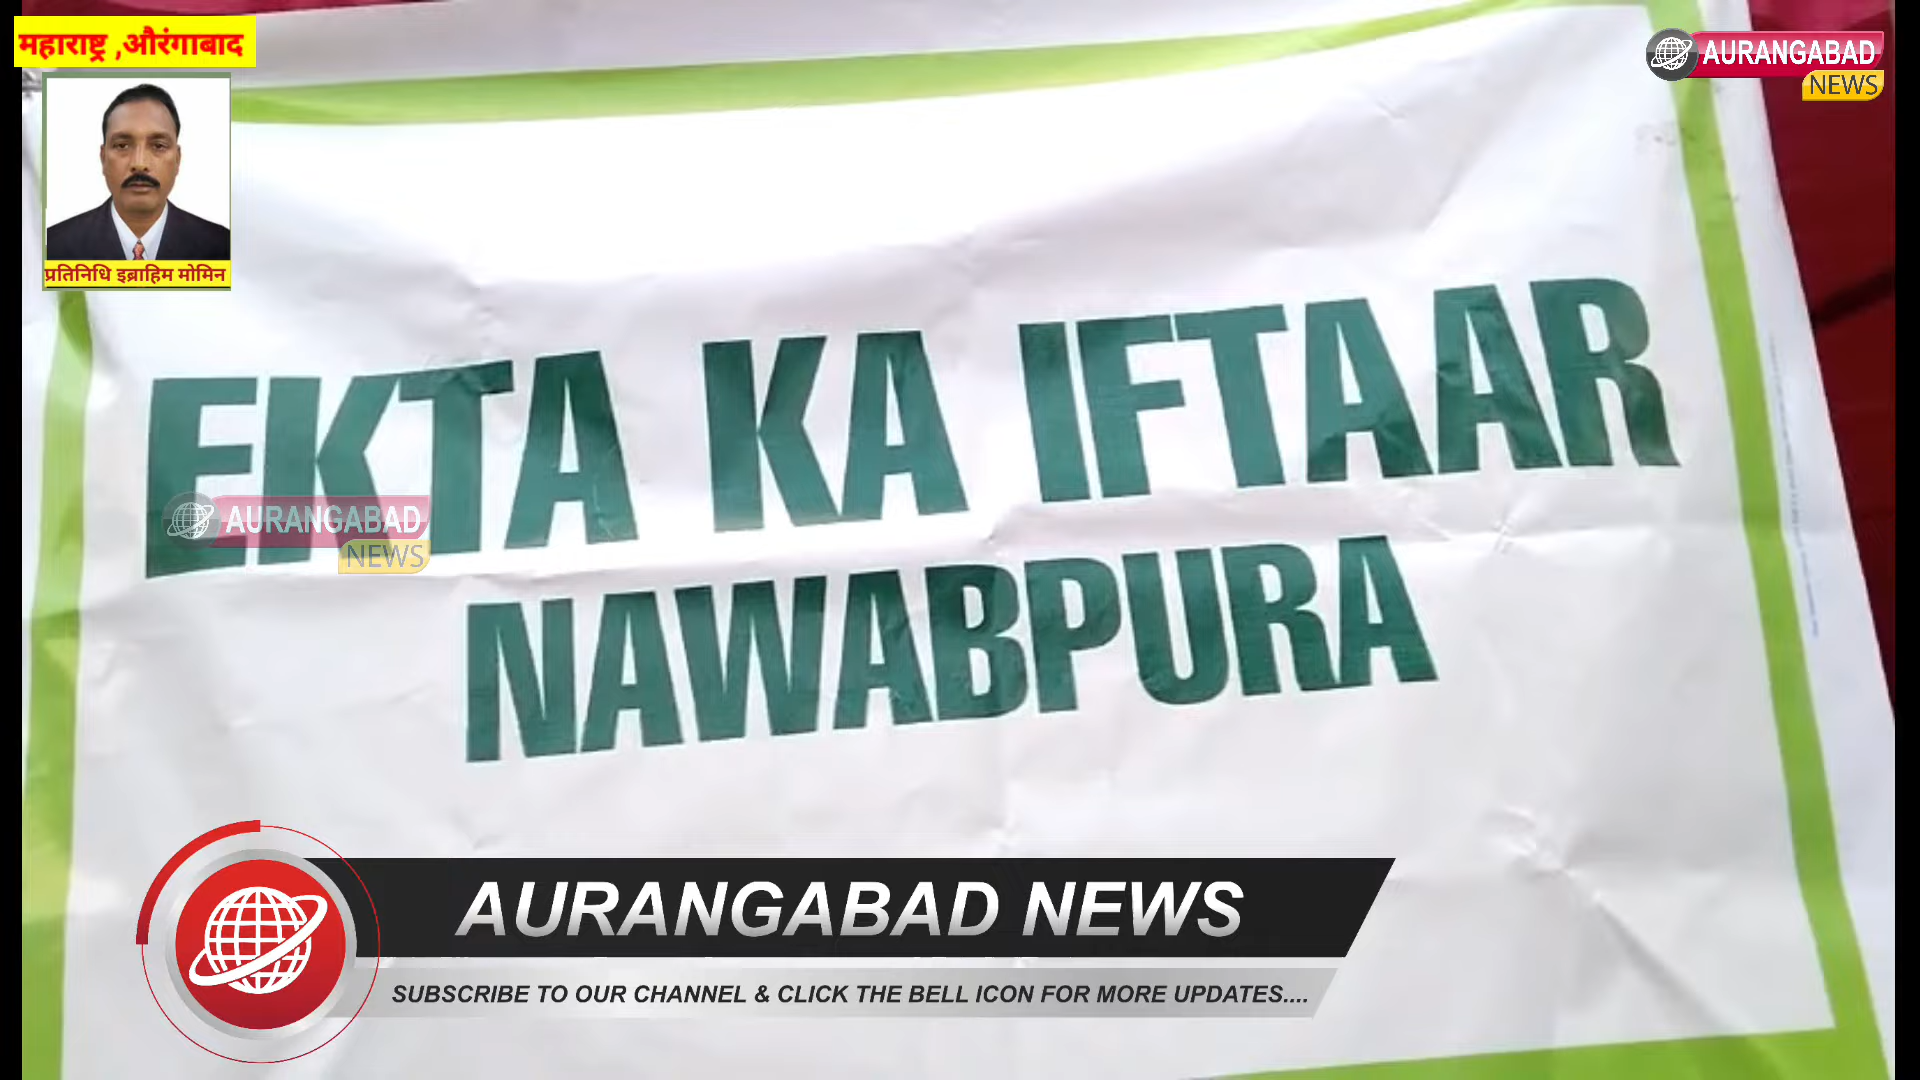 महाराष्ट्र ,औरंगाबाद
AURANGABAD
NEWS
प्रतिनिधि इब्राहिम मोमिन
EKTA KA IFTAAR
AURANGABAD
NEWS
NAWABPURA
AURANGABAD NEWS
SUBSCRIBE TO OUR CHANNEL & CLICK THE BELL ICON FOR MORE UPDATES....